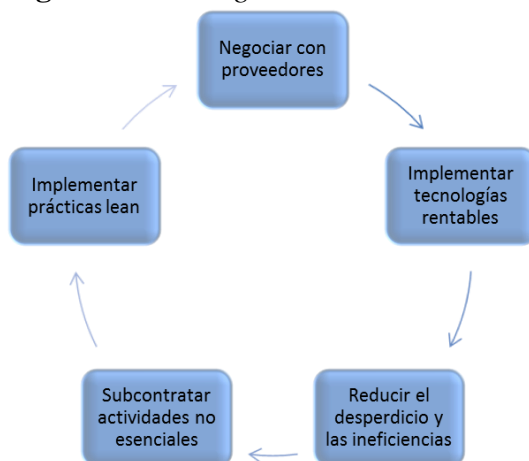 Negociar con
proveedores
Implementar
tecnologías
rentables
Reducir el
desperdicio y
las ineficiencias
Subcontratar
actividades no
esenciales
Implementar
prácticas lean